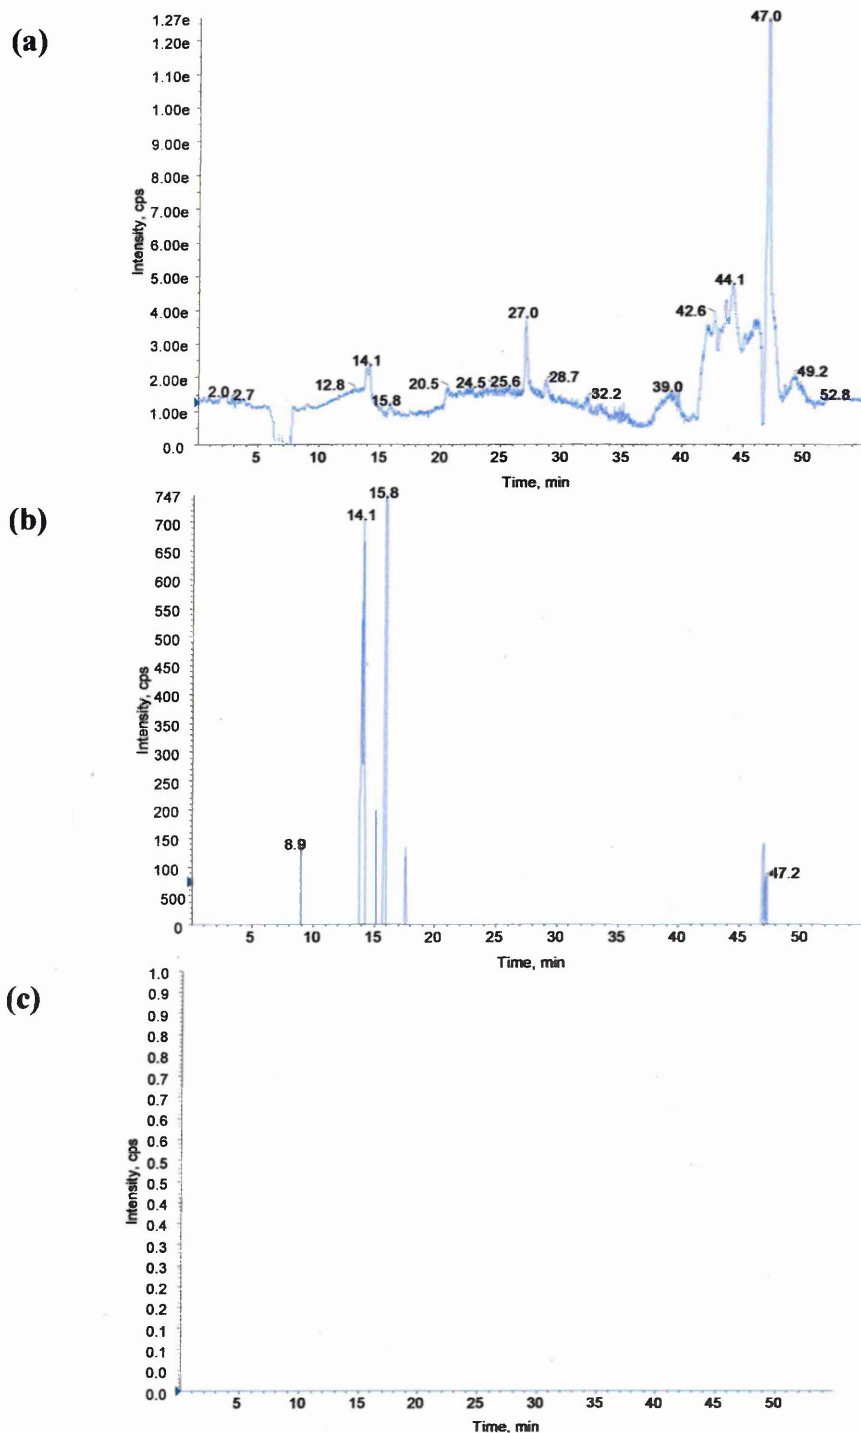 (a)
1.27e
1.20e
1.10e
1.00e
9.00e
8.00e
7.00e
6.00e
5.00e
4.00e
3.00e
2.00e
1.00e
0.0
Intensity, cps
2.0
2.7
12.8
14.1
15.8
20.5
24.5
25.6
27.0
28.7
32.2
39.0
42.6
44.1
47.0
49.2
52.8
5 10 15 20 25 30 35 40 45 50
Time, min
(b)
747
700
650
600
550
500
450
400
350
300
250
200
150
100
500
0
Intensity, cps
8.9
14.1
15.8
47.2
5 10 15 20 25 30 35 40 45 50
Time, min
(c)
1.0
0.9
0.9
0.8
0.8
0.7
0.7
0.6
0.6
0.5
0.5
0.4
0.4
0.3
0.3
0.2
0.2
0.1
0.1
0.0
0.0
Intensity, cps
5 10 15 20 25 30 35 40 45 50
Time, min